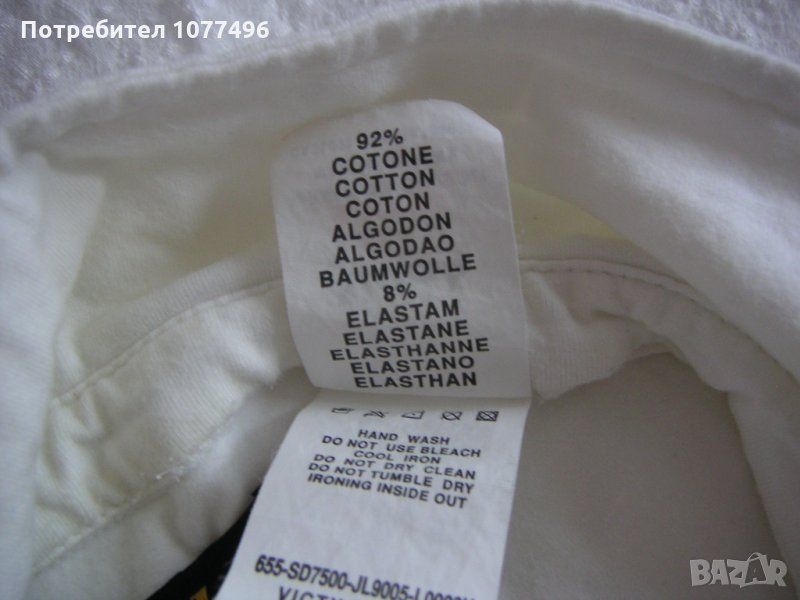 Потребител 1077496
92%
COTONE
COTTON
COTON
ALGODON
ALGODAO
BAUMWOLLE
8%
ELASTAM
ELASTANE
ELASTHANNE
ELASTANO
ELASTHAN
HAND WASH
DO NOT USE BLEACH
COOL IRON
DO NOT DRY CLEAN
DO NOT TUMBLE DRY
IRONING INSIDE OUT
BAZAR